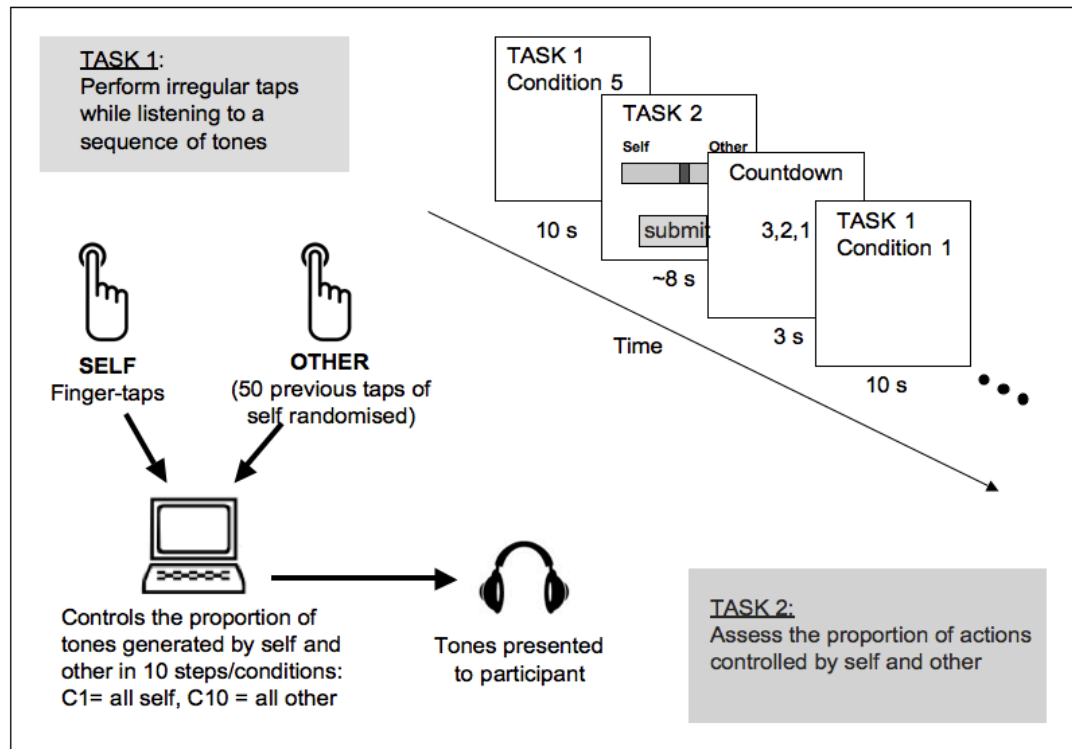 TASK 1:
Perform irregular taps
while listening to a
sequence of tones
TASK 1
Condition 5
TASK 2
Self Other
submit
Countdown
3,2,1
TASK 1
Condition 1
10 s
~8 s
3 s
10 s
Time
SELF
Finger-taps
OTHER
(50 previous taps of
self randomised)
Controls the proportion of
tones generated by self and
other in 10 steps/conditions:
C1= all self, C10 = all other
Tones presented
to participant
TASK 2:
Assess the proportion of actions
controlled by self and other